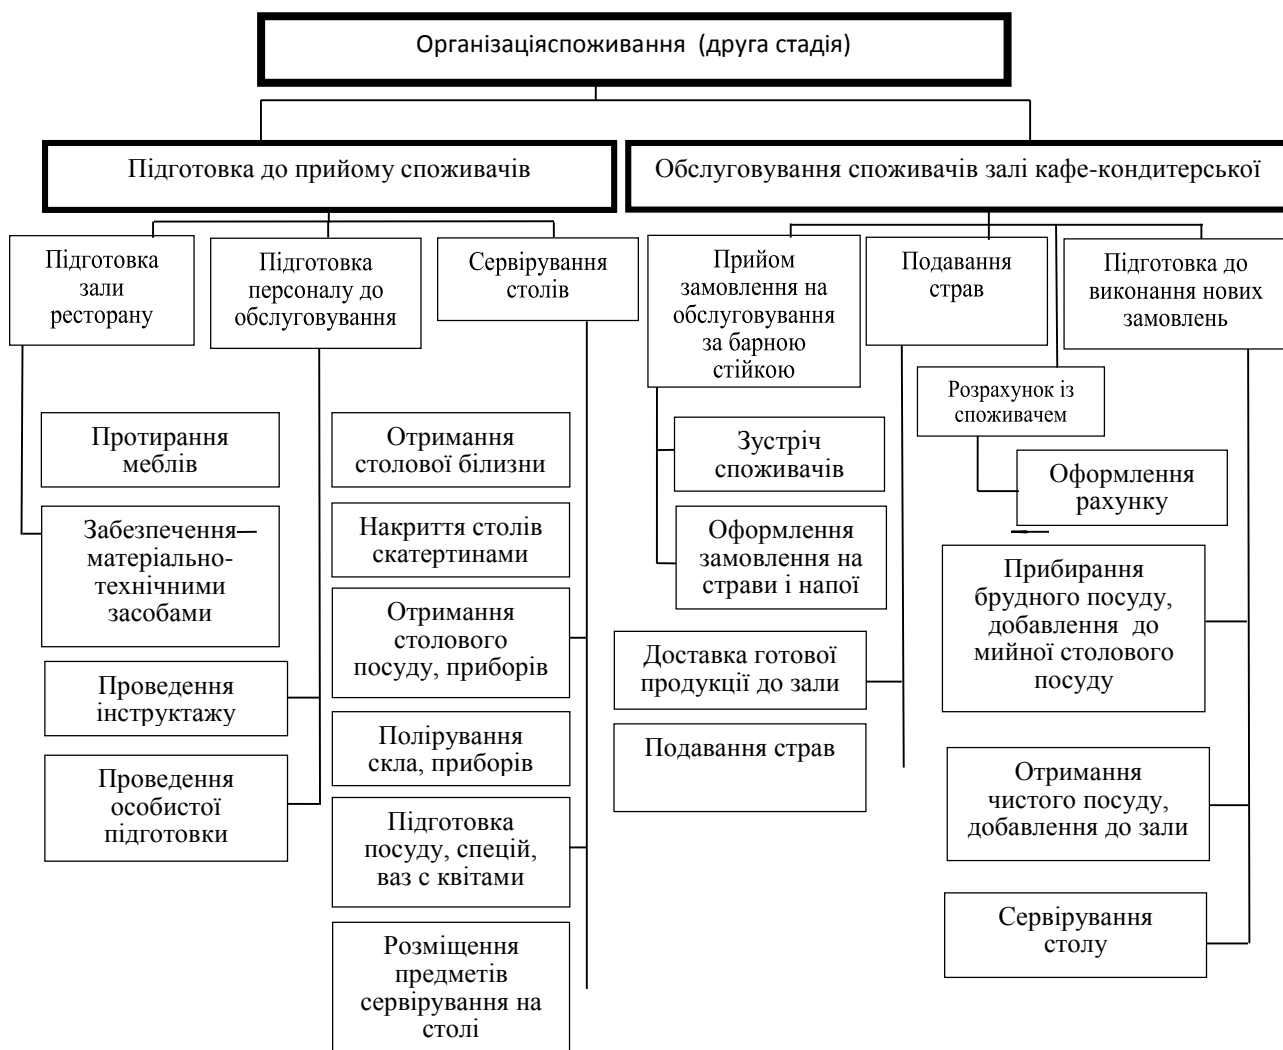 Організаціяспоживання (друга стадія)
Підготовка до прийому споживачів
Обслуговування споживачів залі кафе-кондитерської
Підготовка
зали
ресторану
Підготовка
персоналу до
обслуговування
Сервірування
столів
Прийом
замовлення на
обслуговування
за барною
стійкою
Подавання
страв
Підготовка до
виконання нових
замовлень
Розрахунок із
споживачем
Протирання
меблів
Забезпечення
матеріально-
технічними
засобами
Проведення
інструктажу
Проведення
особистої
підготовки
Отримання
столової білизни
Накриття столів
скатертинами
Отримання
столового
посуду, приборів
Полірування
скла, приборів
Підготовка
посуду, спецій,
ваз с квітами
Розміщення
предметів
сервірування на
столі
Зустріч
споживачів
Оформлення
замовлення на
страви і напої
Доставка готової
продукції до зали
Подавання страв
Оформлення
рахунку
Прибирання
брудного посуду,
добавлення до
мийної столового
посуду
Отримання
чистого посуду,
добавлення до зали
Сервірування
столу